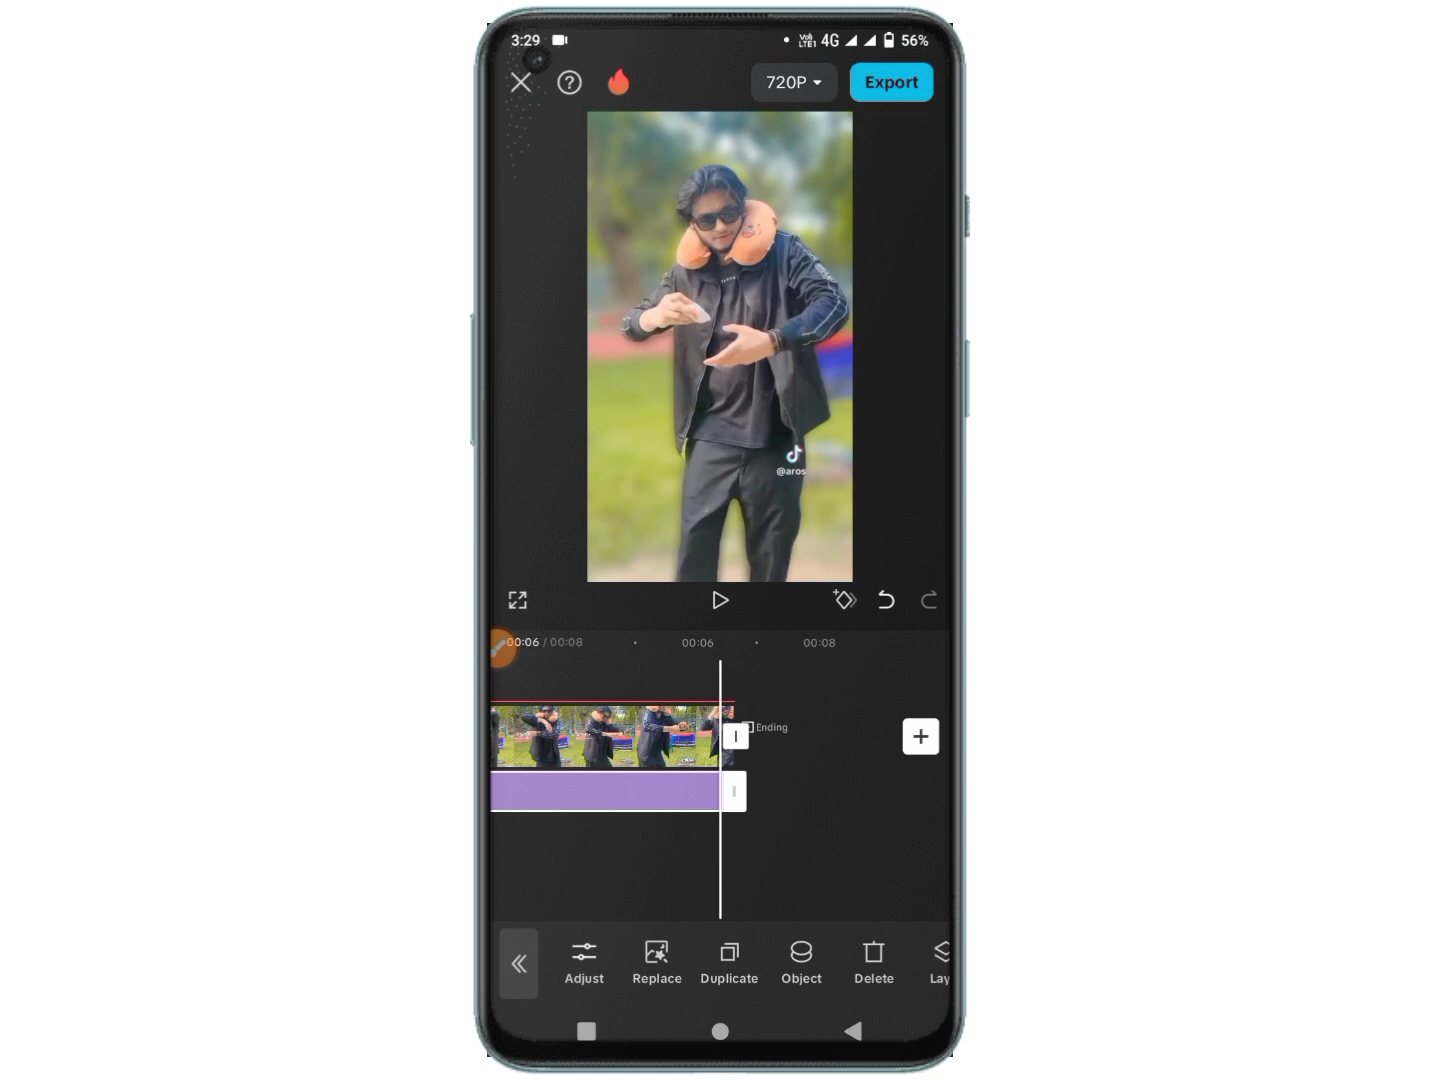 3:29 4G 56%
720P Export
@aros
00:06 / 00:08 00:06 00:08
Ending
Adjust Replace Duplicate Object Delete Lay